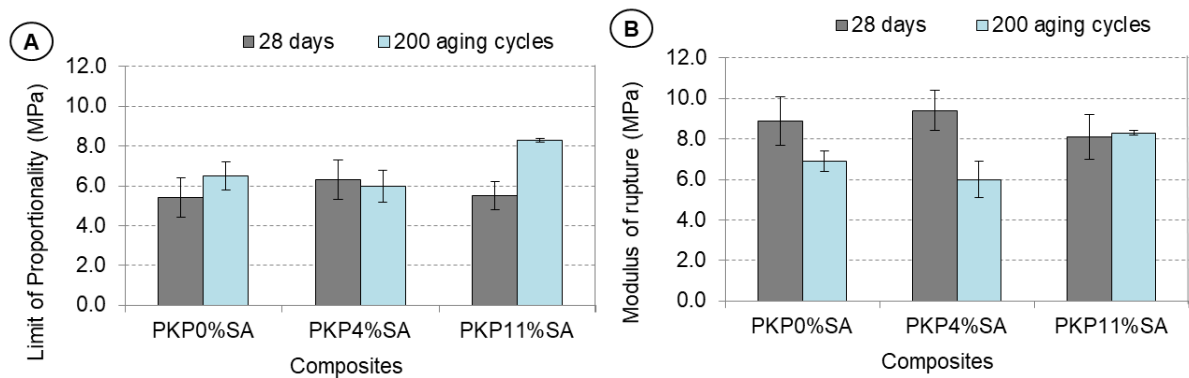 A
28 days
200 aging cycles
Limit of Proportionality (MPa)
12.0
10.0
8.0
6.0
4.0
2.0
0.0
PKP0%SA
PKP4%SA
PKP11%SA
Composites
B
28 days
200 aging cycles
Modulus of rupture (MPa)
12.0
10.0
8.0
6.0
4.0
2.0
0.0
PKP0%SA
PKP4%SA
PKP11%SA
Composites